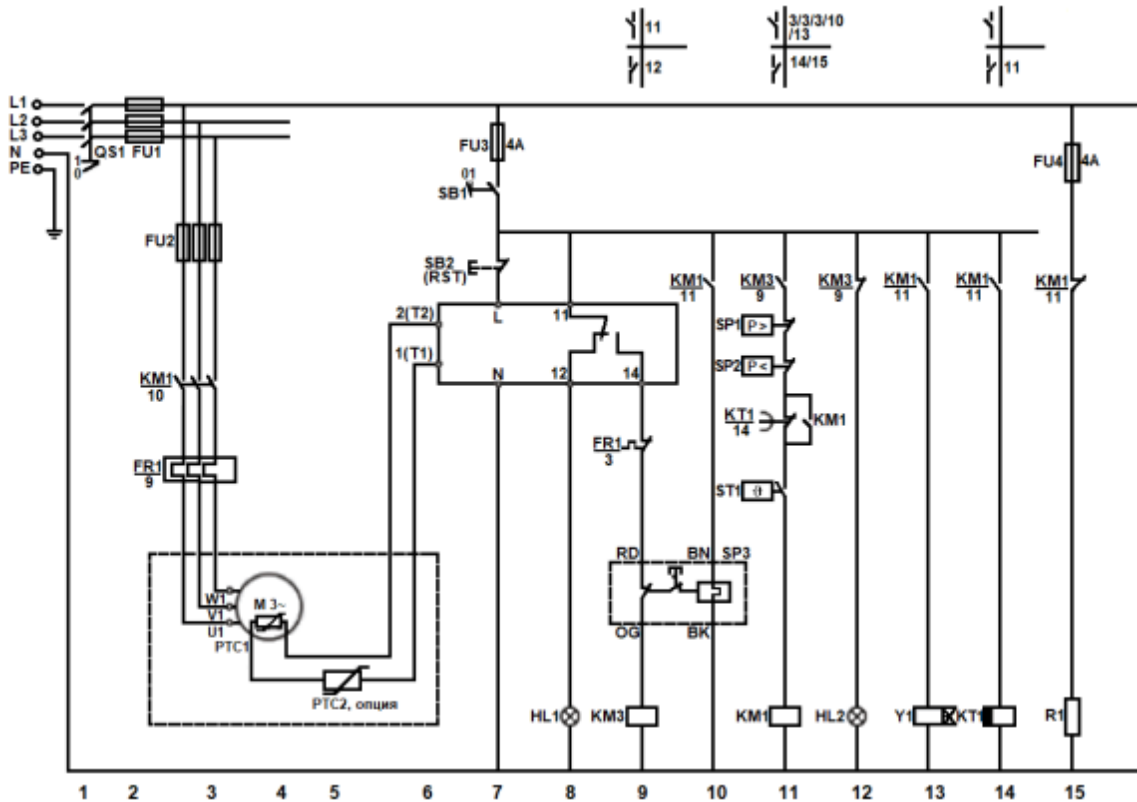 11
12
3/3/3/10
/13
14/15
11
L1
L2
L3
N
PE
1
0
QS1 FU1
FU3 4A
01
SB1
FU4 4A
FU2
SB2
(RST)
KM1
11
KM3
9
KM3
9
KM1
11
KM1
11
KM1
11
2(T2)
L
11
SP1 P >
1(T1)
SP2 P <
N
12
14
KM1
10
KT1
14
KM1
FR1
3
FR1
9
ST1
RD
BN
SP3
OG
BK
M 3~
W1
V1
U1
PTC1
PTC2, опция
HL1
KM3
KM1
HL2
Y1
KT1
R1
1 2 3 4 5 6 7 8 9 10 11 12 13 14 15